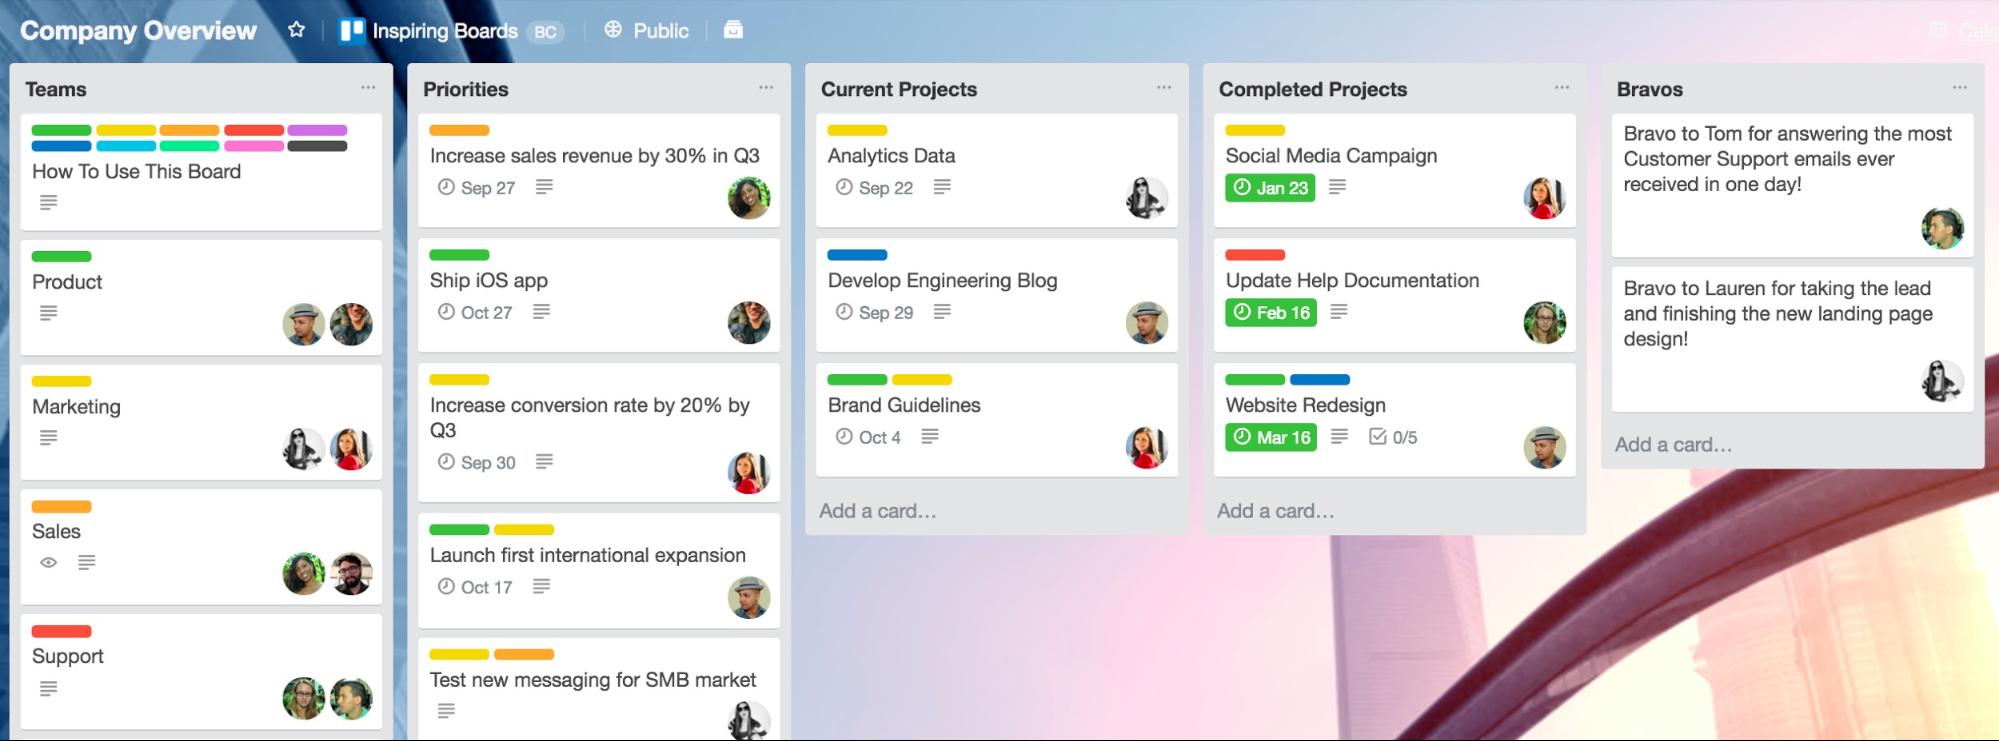 Company Overview
Inspiring Boards BC
Public
Teams
How To Use This Board
Product
Marketing
Sales
Support
Priorities
Increase sales revenue by 30% in Q3
Sep 27
Ship iOS app
Oct 27
Increase conversion rate by 20% by
Q3
Sep 30
Launch first international expansion
Oct 17
Test new messaging for SMB market
Current Projects
Analytics Data
Sep 22
Develop Engineering Blog
Sep 29
Brand Guidelines
Oct 4
Add a card…
Completed Projects
Social Media Campaign
Jan 23
Update Help Documentation
Feb 16
Website Redesign
Mar 16 0/5
Add a card…
Bravos
Bravo to Tom for answering the most
Customer Support emails ever
received in one day!
Bravo to Lauren for taking the lead
and finishing the new landing page
design!
Add a card…